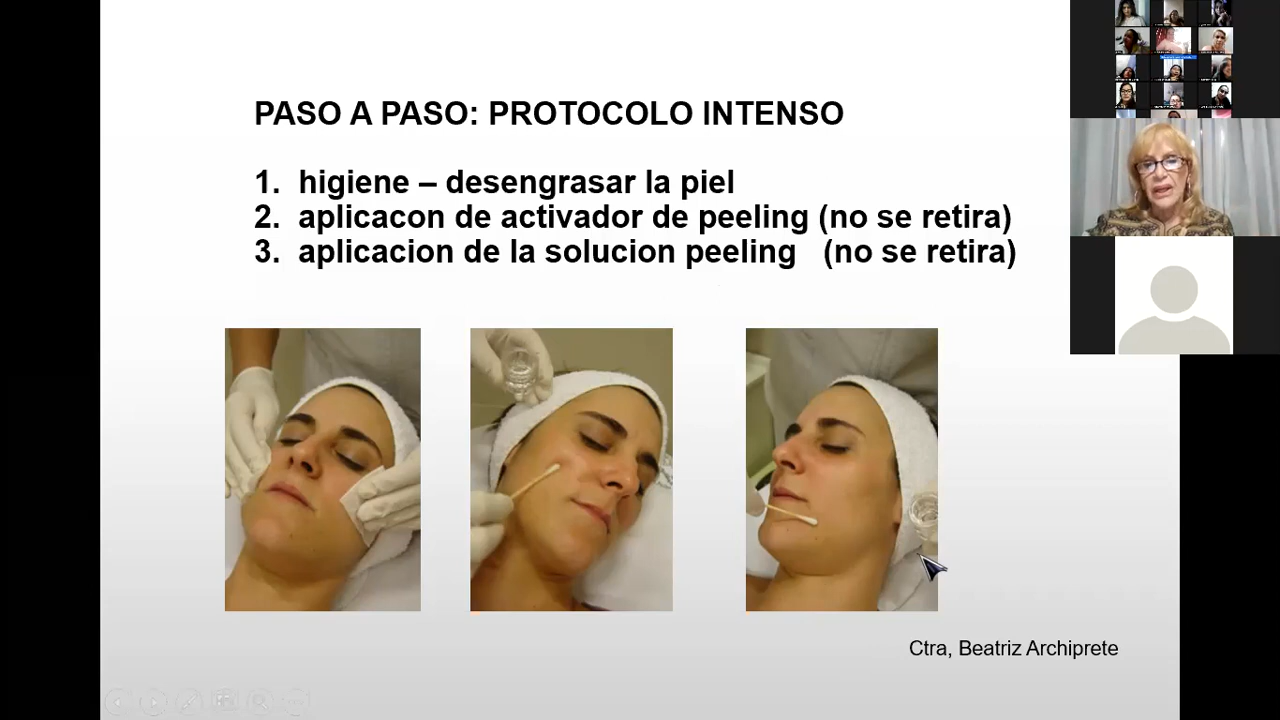 PASO A PASO: PROTOCOLO INTENSO
1. higiene – desengrasar la piel
2. aplicacon de activador de peeling (no se retira)
3. aplicacion de la solucion peeling (no se retira)
Ctra, Beatriz Archiprete